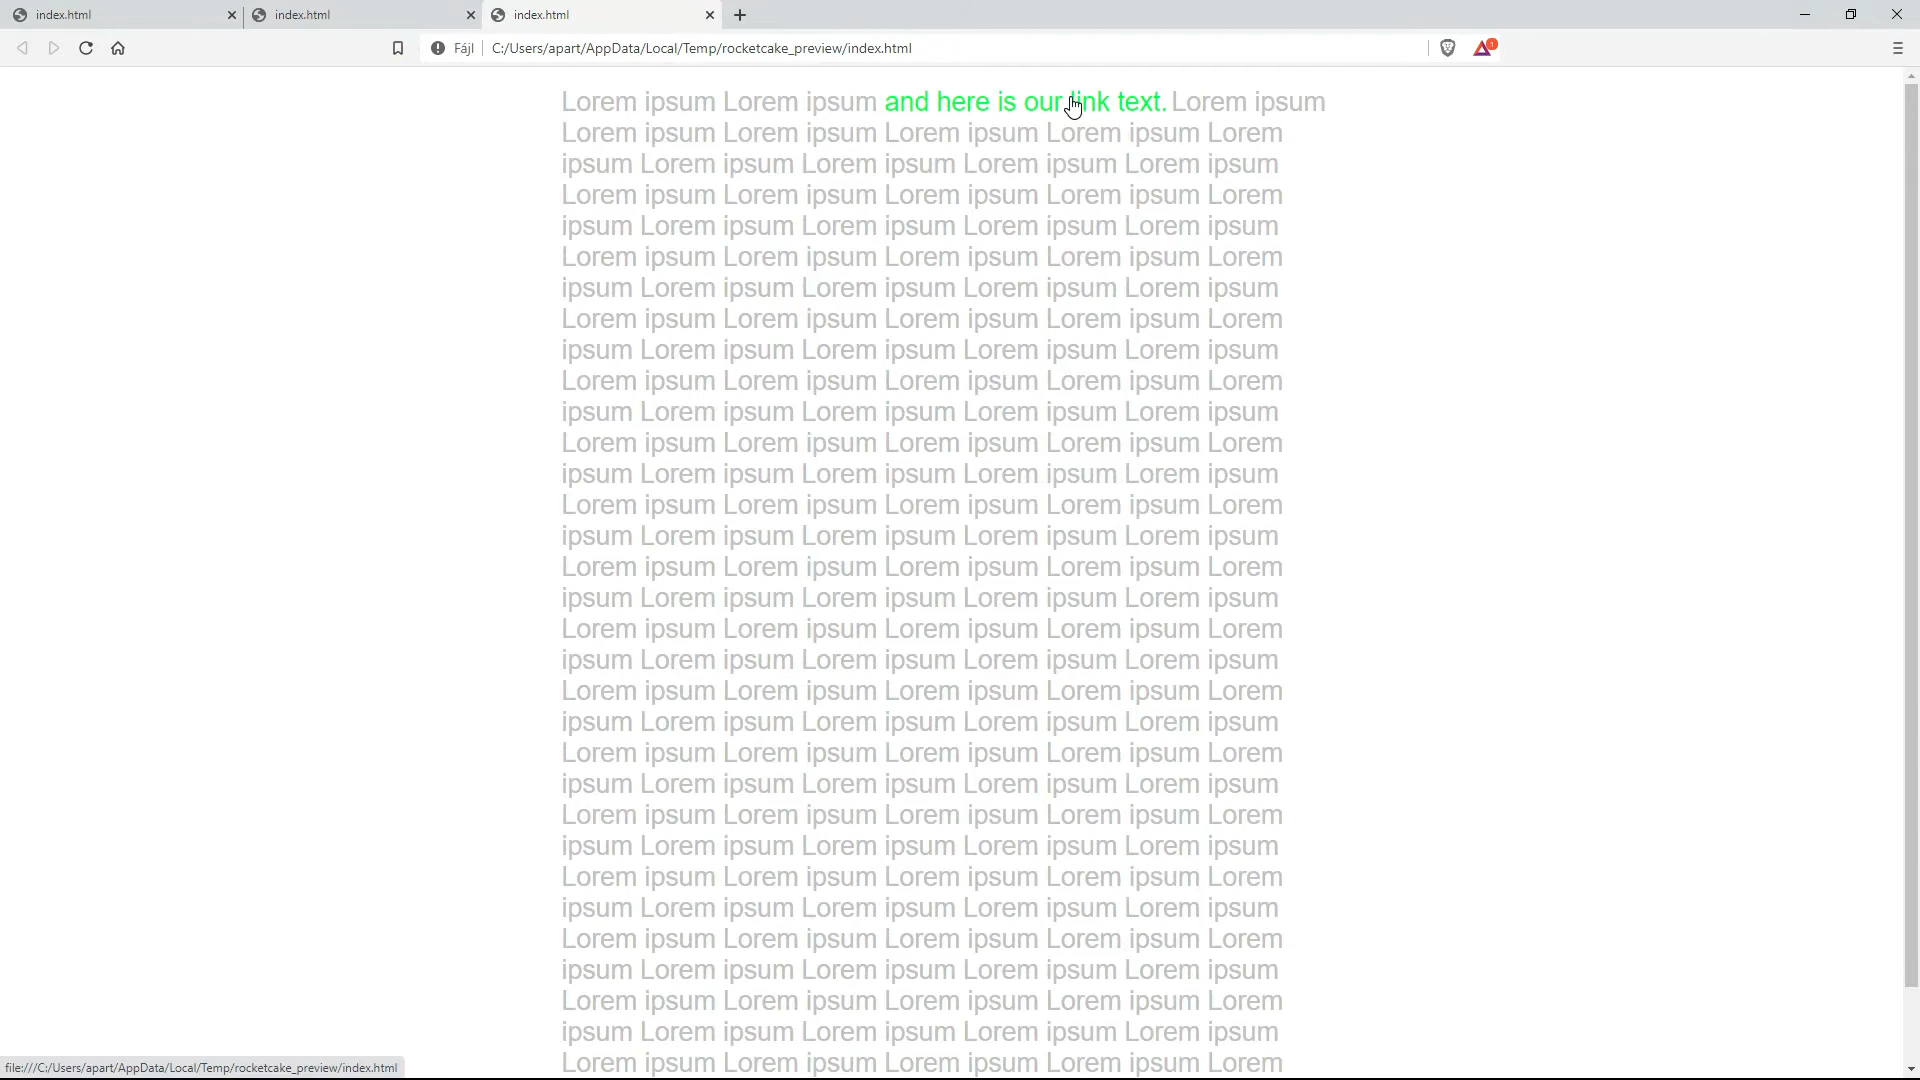 index.html
index.html
index.html
Fájl
C:/Users/apart/AppData/Local/Temp/rocketcake_preview/index.html
1
Lorem ipsum Lorem ipsum and here is our link text. Lorem ipsum
Lorem ipsum Lorem ipsum Lorem ipsum Lorem ipsum Lorem
ipsum Lorem ipsum Lorem ipsum Lorem ipsum Lorem ipsum
Lorem ipsum Lorem ipsum Lorem ipsum Lorem ipsum Lorem
ipsum Lorem ipsum Lorem ipsum Lorem ipsum Lorem ipsum
Lorem ipsum Lorem ipsum Lorem ipsum Lorem ipsum Lorem
ipsum Lorem ipsum Lorem ipsum Lorem ipsum Lorem ipsum
Lorem ipsum Lorem ipsum Lorem ipsum Lorem ipsum Lorem
ipsum Lorem ipsum Lorem ipsum Lorem ipsum Lorem ipsum
Lorem ipsum Lorem ipsum Lorem ipsum Lorem ipsum Lorem
ipsum Lorem ipsum Lorem ipsum Lorem ipsum Lorem ipsum
Lorem ipsum Lorem ipsum Lorem ipsum Lorem ipsum Lorem
ipsum Lorem ipsum Lorem ipsum Lorem ipsum Lorem ipsum
Lorem ipsum Lorem ipsum Lorem ipsum Lorem ipsum Lorem
ipsum Lorem ipsum Lorem ipsum Lorem ipsum Lorem ipsum
Lorem ipsum Lorem ipsum Lorem ipsum Lorem ipsum Lorem
ipsum Lorem ipsum Lorem ipsum Lorem ipsum Lorem ipsum
Lorem ipsum Lorem ipsum Lorem ipsum Lorem ipsum Lorem
ipsum Lorem ipsum Lorem ipsum Lorem ipsum Lorem ipsum
Lorem ipsum Lorem ipsum Lorem ipsum Lorem ipsum Lorem
ipsum Lorem ipsum Lorem ipsum Lorem ipsum Lorem ipsum
Lorem ipsum Lorem ipsum Lorem ipsum Lorem ipsum Lorem
ipsum Lorem ipsum Lorem ipsum Lorem ipsum Lorem ipsum
Lorem ipsum Lorem ipsum Lorem ipsum Lorem ipsum Lorem
ipsum Lorem ipsum Lorem ipsum Lorem ipsum Lorem ipsum
Lorem ipsum Lorem ipsum Lorem ipsum Lorem ipsum Lorem
ipsum Lorem ipsum Lorem ipsum Lorem ipsum Lorem ipsum
Lorem ipsum Lorem ipsum Lorem ipsum Lorem ipsum Lorem
ipsum Lorem ipsum Lorem ipsum Lorem ipsum Lorem ipsum
Lorem ipsum Lorem ipsum Lorem ipsum Lorem ipsum Lorem
ipsum Lorem ipsum Lorem ipsum Lorem ipsum Lorem ipsum
Lorem ipsum Lorem ipsum Lorem ipsum Lorem ipsum Lorem
file:///C:/Users/apart/AppData/Local/Temp/rocketcake_preview/index.html